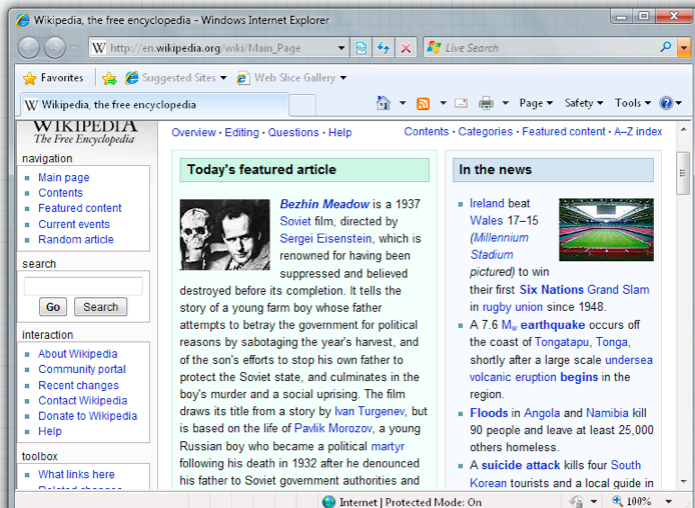 Wikipedia, the free encyclopedia - Windows Internet Explorer
W http://en.wikipedia.org/wiki/Main_Page
Live Search
Favorites
Suggested Sites
Web Slice Gallery
W Wikipedia, the free encyclopedia
Page
Safety
Tools
WIKIPEDIA
The Free Encyclopedia
navigation
Main page
Contents
Featured content
Current events
Random article
search
Go Search
interaction
About Wikipedia
Community portal
Recent changes
Contact Wikipedia
Donate to Wikipedia
Help
toolbox
What links here
Related changes
Overview · Editing · Questions · Help
Contents · Categories · Featured content · A–Z index
Today's featured article
Bezhin Meadow is a 1937
Soviet film, directed by
Sergei Eisenstein, which is
renowned for having been
suppressed and believed
destroyed before its completion. It tells the
story of a young farm boy whose father
attempts to betray the government for political
reasons by sabotaging the year's harvest, and
of the son's efforts to stop his own father to
protect the Soviet state, and culminates in the
boy's murder and a social uprising. The film
draws its title from a story by Ivan Turgenev, but
is based on the life of Pavlik Morozov, a young
Russian boy who became a political martyr
following his death in 1932 after he denounced
his father to Soviet government authorities and
In the news
Ireland beat
Wales 17–15
(Millennium
Stadium
pictured) to win
their first Six Nations Grand Slam
in rugby union since 1948.
A 7.6 Mw earthquake occurs off
the coast of Tongatapu, Tonga,
shortly after a large scale undersea
volcanic eruption begins in the
region.
Floods in Angola and Namibia kill
90 people and leave at least 25,000
others homeless.
A suicide attack kills four South
Korean tourists and a local guide in
Internet | Protected Mode: On
100%